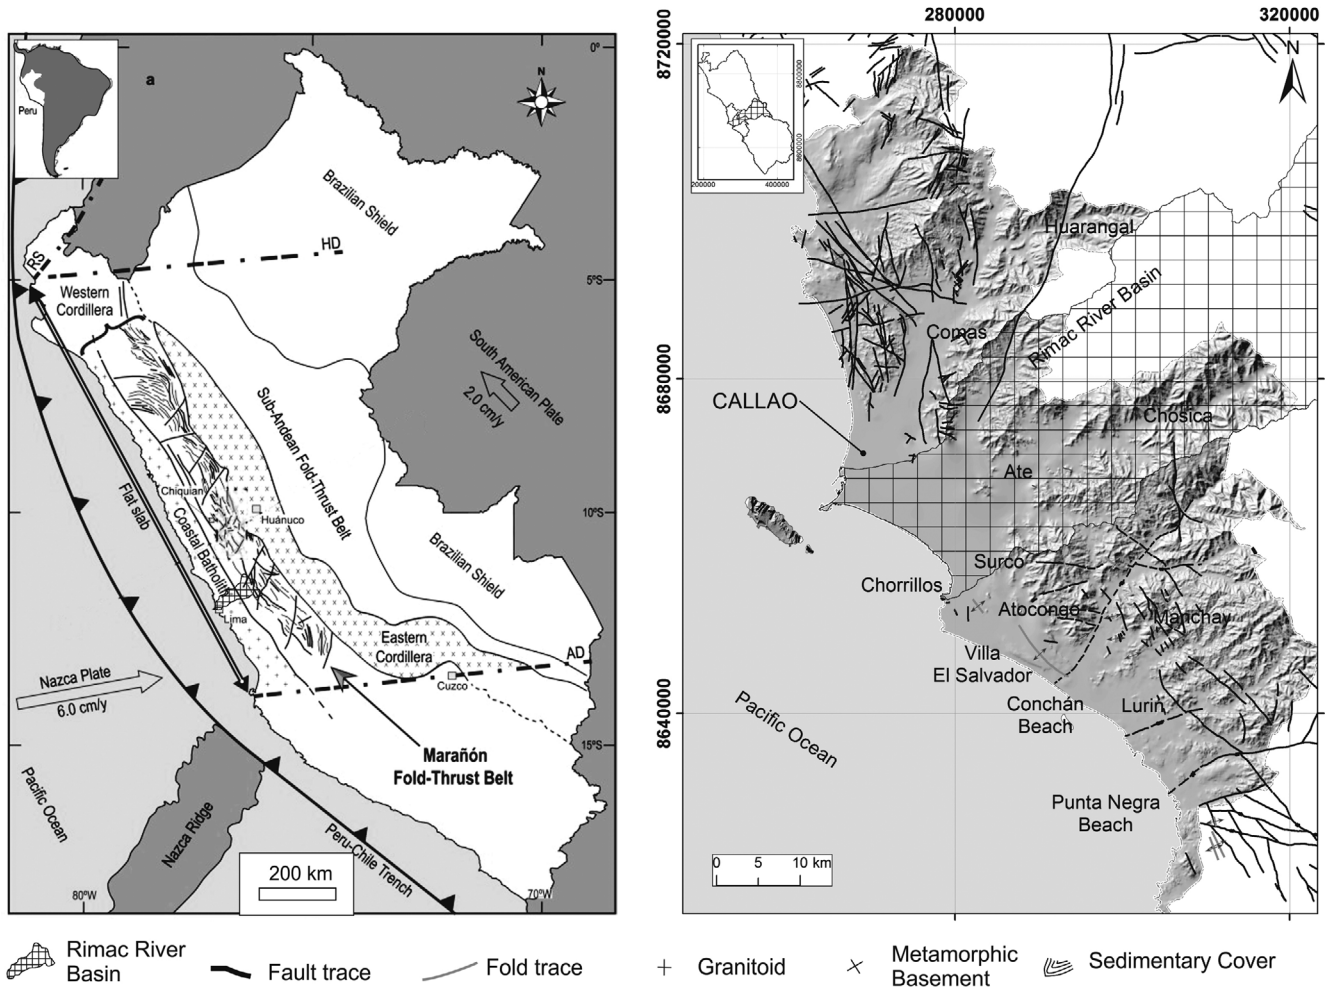 a
Peru
N
0°
5°S
10°S
15°S
80°W
70°W
Brazilian Shield
HD
RS
Western
Cordillera
South American Plate
2.0 cm/y
Sub-Andean Fold-Thrust Belt
Flat slab
Chiquian
Huánuco
Coastal Batholith
Lima
Brazilian Shield
Eastern
Cordillera
AD
Cuzco
Nazca Plate
6.0 cm/y
Marañón
Fold-Thrust Belt
Pacific Ocean
Nazca Ridge
Peru-Chile Trench
200 km
280000
320000
8720000
8680000
8640000
N
8800000
8600000
200000
400000
Huarangal
Rimac River Basin
Comas
CALLAO
Chosica
Ate
Surco
Chorrillos
Atocongo
Manchay
Villa
El Salvador
Conchán
Beach
Lurin
Pacific Ocean
Punta Negra
Beach
0 5 10 km
Rimac River
Basin
Fault trace
Fold trace
Granitoid
Metamorphic
Basement
Sedimentary Cover